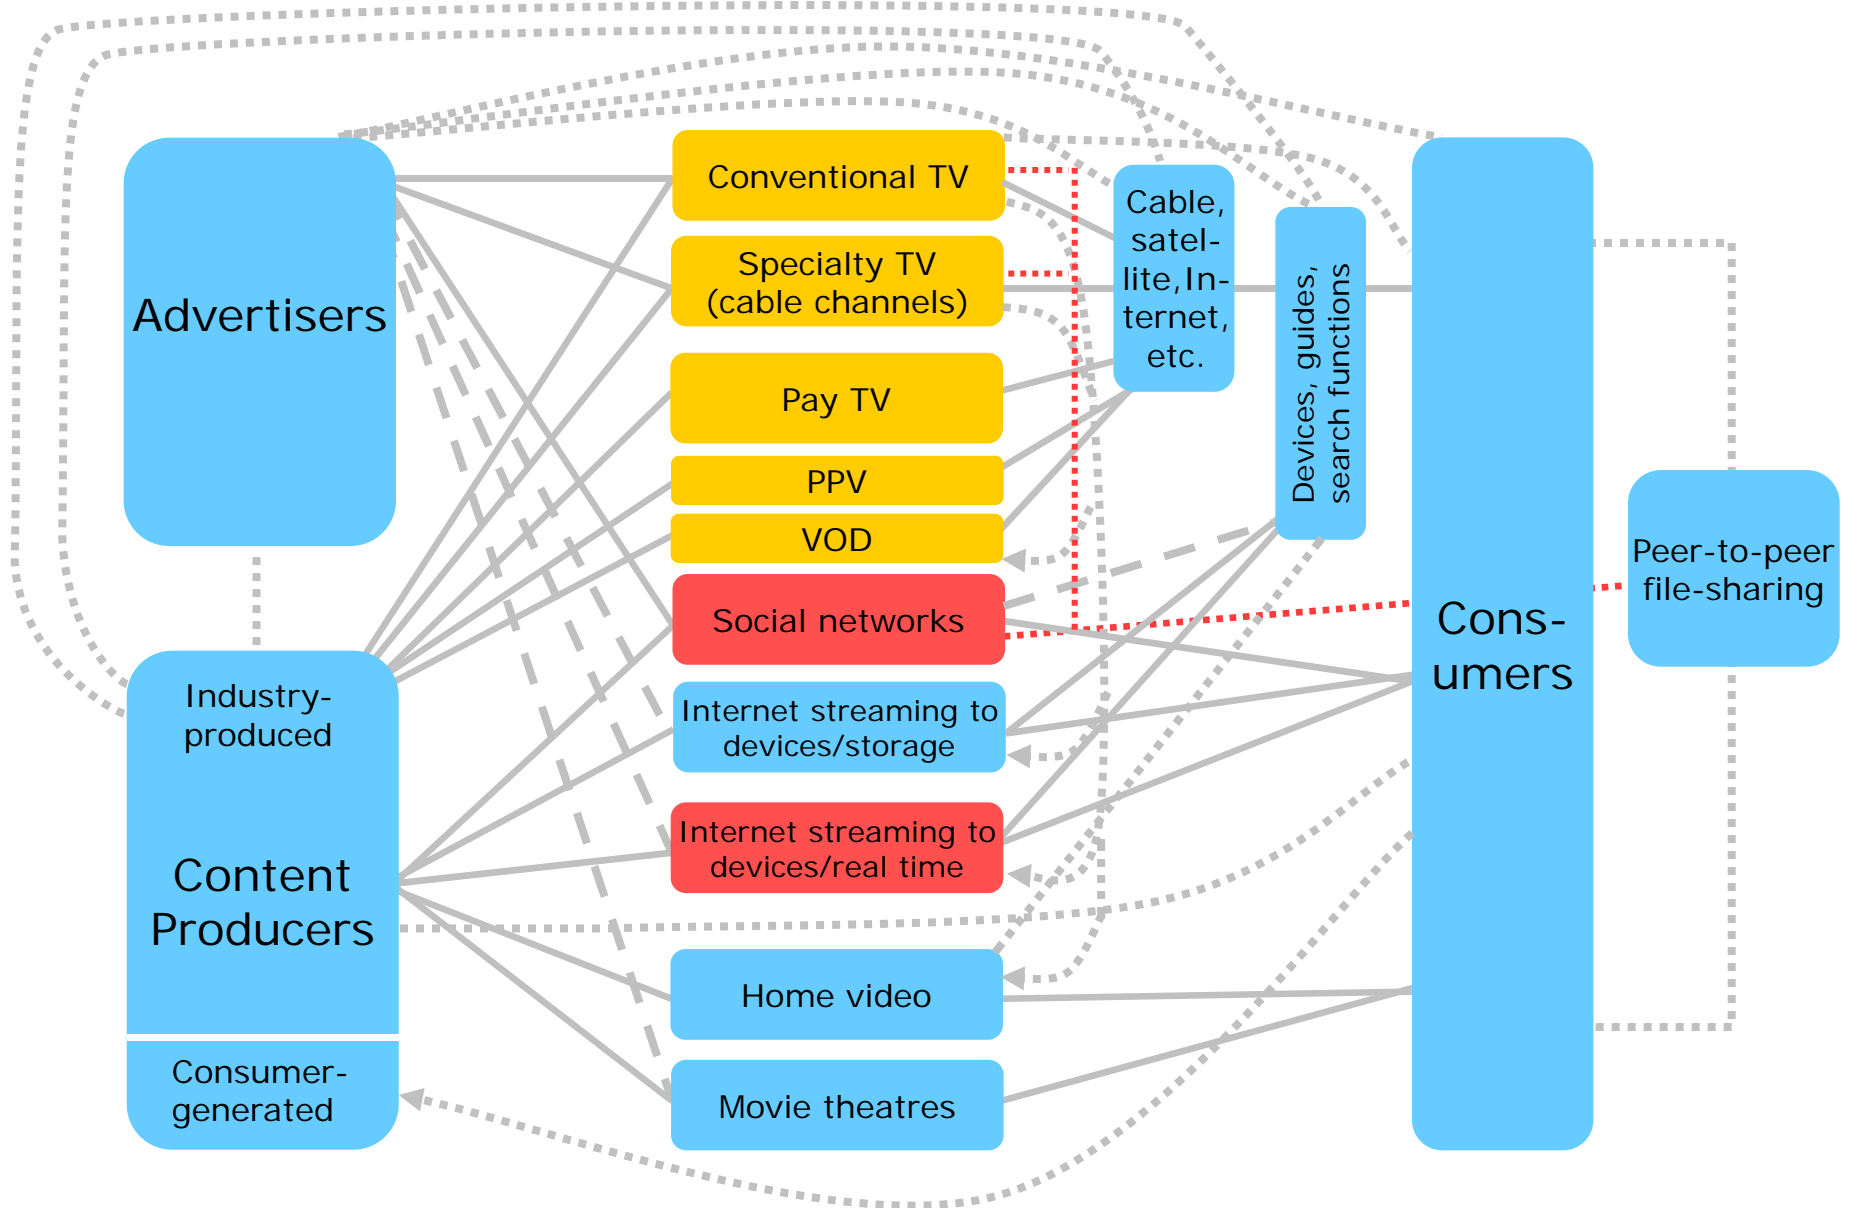 Advertisers
Industry-
produced
Content
Producers
Consumer-
generated
Conventional TV
Specialty TV
(cable channels)
Pay TV
PPV
VOD
Social networks
Internet streaming to
devices/storage
Internet streaming to
devices/real time
Home video
Movie theatres
Cable,
satel-
lite,In-
ternet,
etc.
Devices, guides,
search functions
Cons-
umers
Peer-to-peer
file-sharing